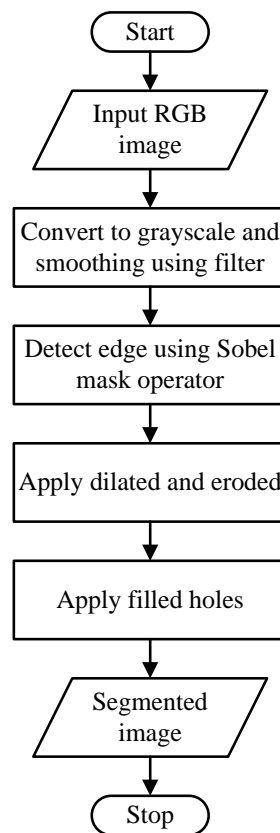 Start
Input RGB
image
Convert to grayscale and
smoothing using filter
Detect edge using Sobel
mask operator
Apply dilated and eroded
Apply filled holes
Segmented
image
Stop